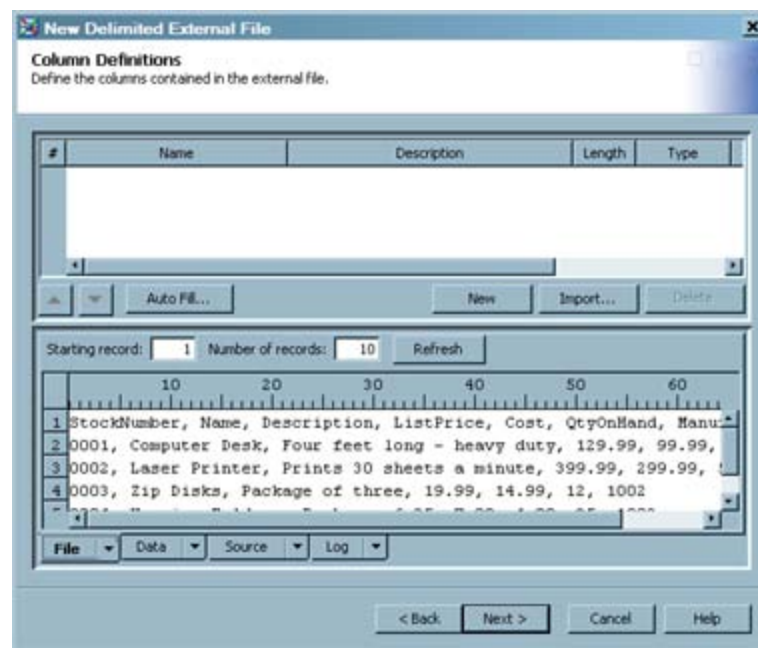 New Delimited External File
Column Definitions
Define the columns contained in the external file.
# Name Description Length Type
Auto Fill... New Import... Delete
Starting record: 1 Number of records: 10 Refresh
10 20 30 40 50 60
1 StockNumber, Name, Description, ListPrice, Cost, QtyOnHand, Manu
2 0001, Computer Desk, Four feet long - heavy duty, 129.99, 99.99,
3 0002, Laser Printer, Prints 30 sheets a minute, 399.99, 299.99,
4 0003, Zip Disks, Package of three, 19.99, 14.99, 12, 1002
File Data Source Log
< Back Next > Cancel Help